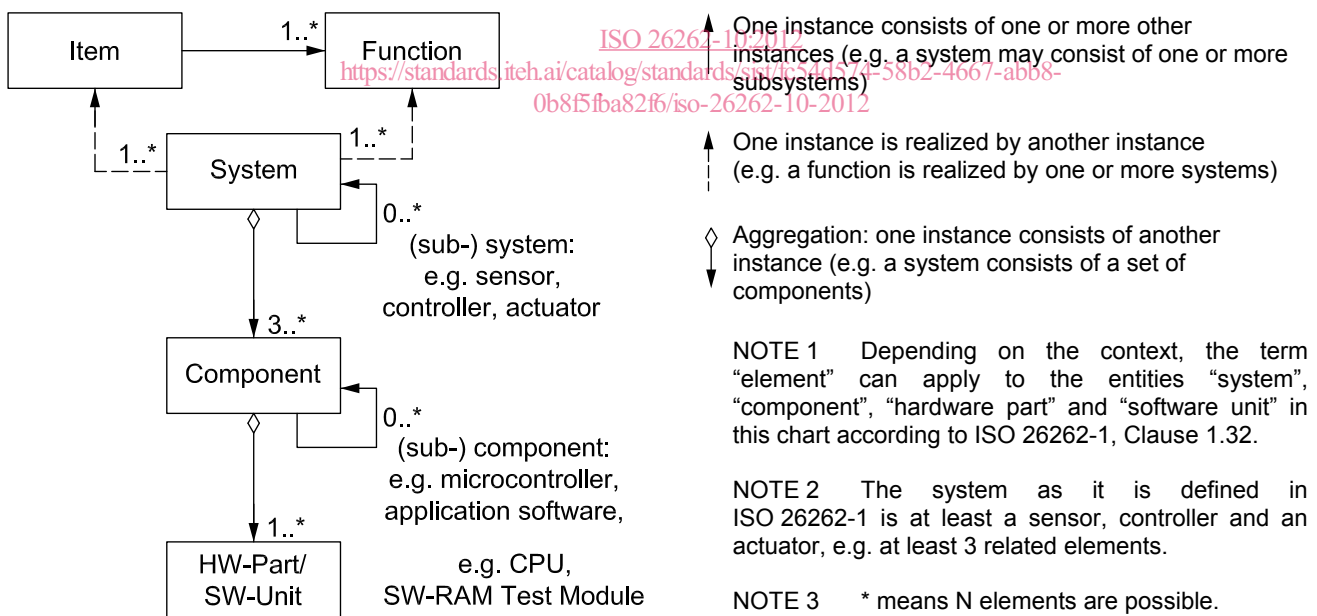 Item
1..*
Function
1..*
1..*
System
0..*
(sub-) system:
e.g. sensor,
controller, actuator
3..*
Component
0..*
(sub-) component:
e.g. microcontroller,
application software,
1..*
HW-Part/
SW-Unit
e.g. CPU,
SW-RAM Test Module
ISO 26262-10:2012
https://standards.iteh.ai/catalog/standards/sist/fc54d574-58b2-4667-abb8-
0b8f5fba82f6/iso-26262-10-2012
One instance consists of one or more other
instances (e.g. a system may consist of one or more
subsystems)
One instance is realized by another instance
(e.g. a function is realized by one or more systems)
Aggregation: one instance consists of another
instance (e.g. a system consists of a set of
components)
NOTE 1 Depending on the context, the term
“element” can apply to the entities “system”,
“component”, “hardware part” and “software unit” in
this chart according to ISO 26262-1, Clause 1.32.
NOTE 2 The system as it is defined in
ISO 26262-1 is at least a sensor, controller and an
actuator, e.g. at least 3 related elements.
NOTE 3 * means N elements are possible.